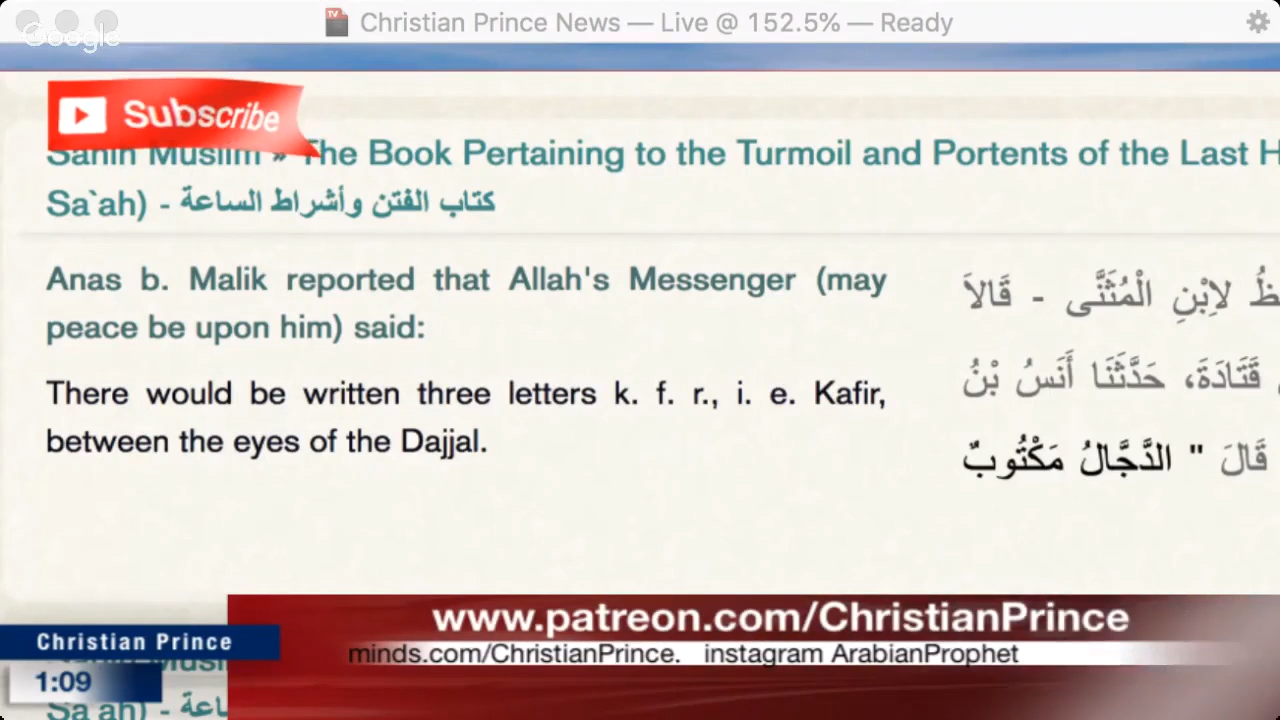 Christian Prince News — Live @ 152.5% — Ready
Google
Subscribe
Sahih Muslim » The Book Pertaining to the Turmoil and Portents of the Last H
Sa`ah) - كتاب الفتن وأشراط الساعة
Anas b. Malik reported that Allah's Messenger (may
peace be upon him) said:
There would be written three letters k. f. r., i. e. Kafir,
between the eyes of the Dajjal.
لاِبْنِ الْمُثَنَّى - قَالاَ
قَتَادَةَ، حَدَّثَنَا أَنَسُ بْنُ
قَالَ " الدَّجَّالُ مَكْتُوبٌ
www.patreon.com/ChristianPrince
Christian Prince
minds.com/ChristianPrince. instagram ArabianProphet
1:09
Sa`ah) -